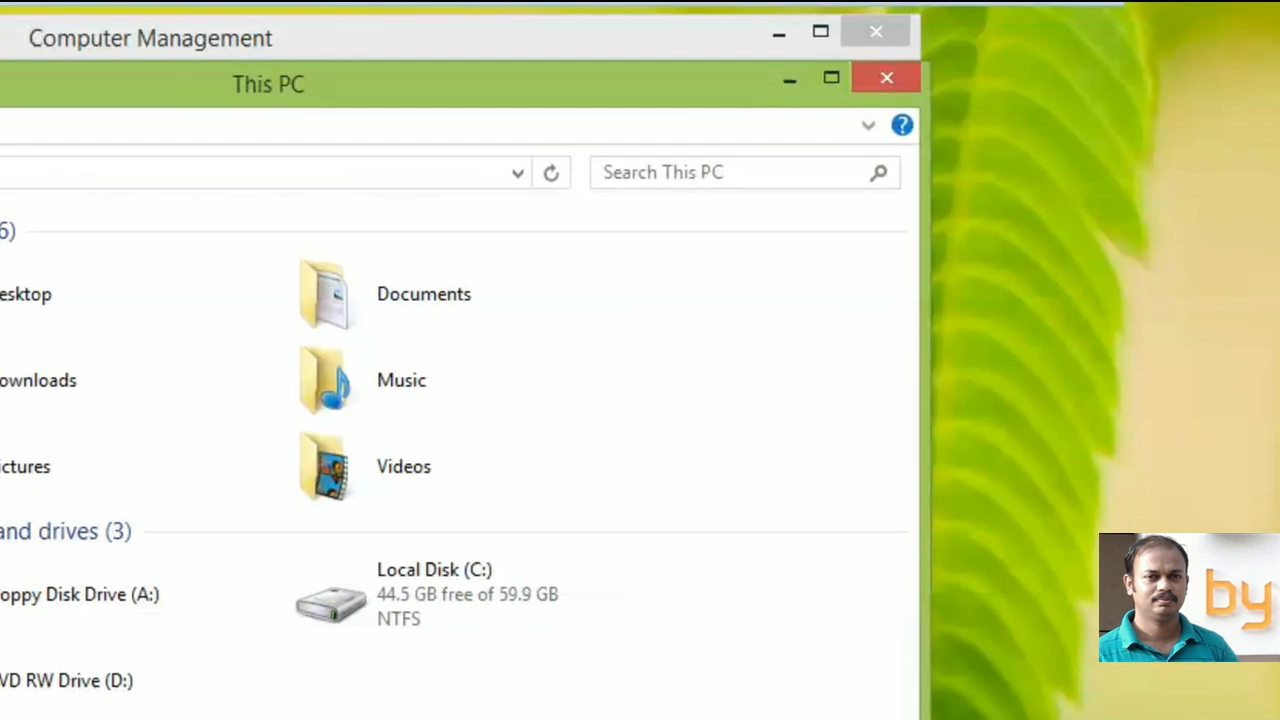 Computer Management
This PC
Search This PC
6)
esktop
Documents
ownloads
Music
ictures
Videos
and drives (3)
oppy Disk Drive (A:)
Local Disk (C:)
44.5 GB free of 59.9 GB
NTFS
VD RW Drive (D:)
by